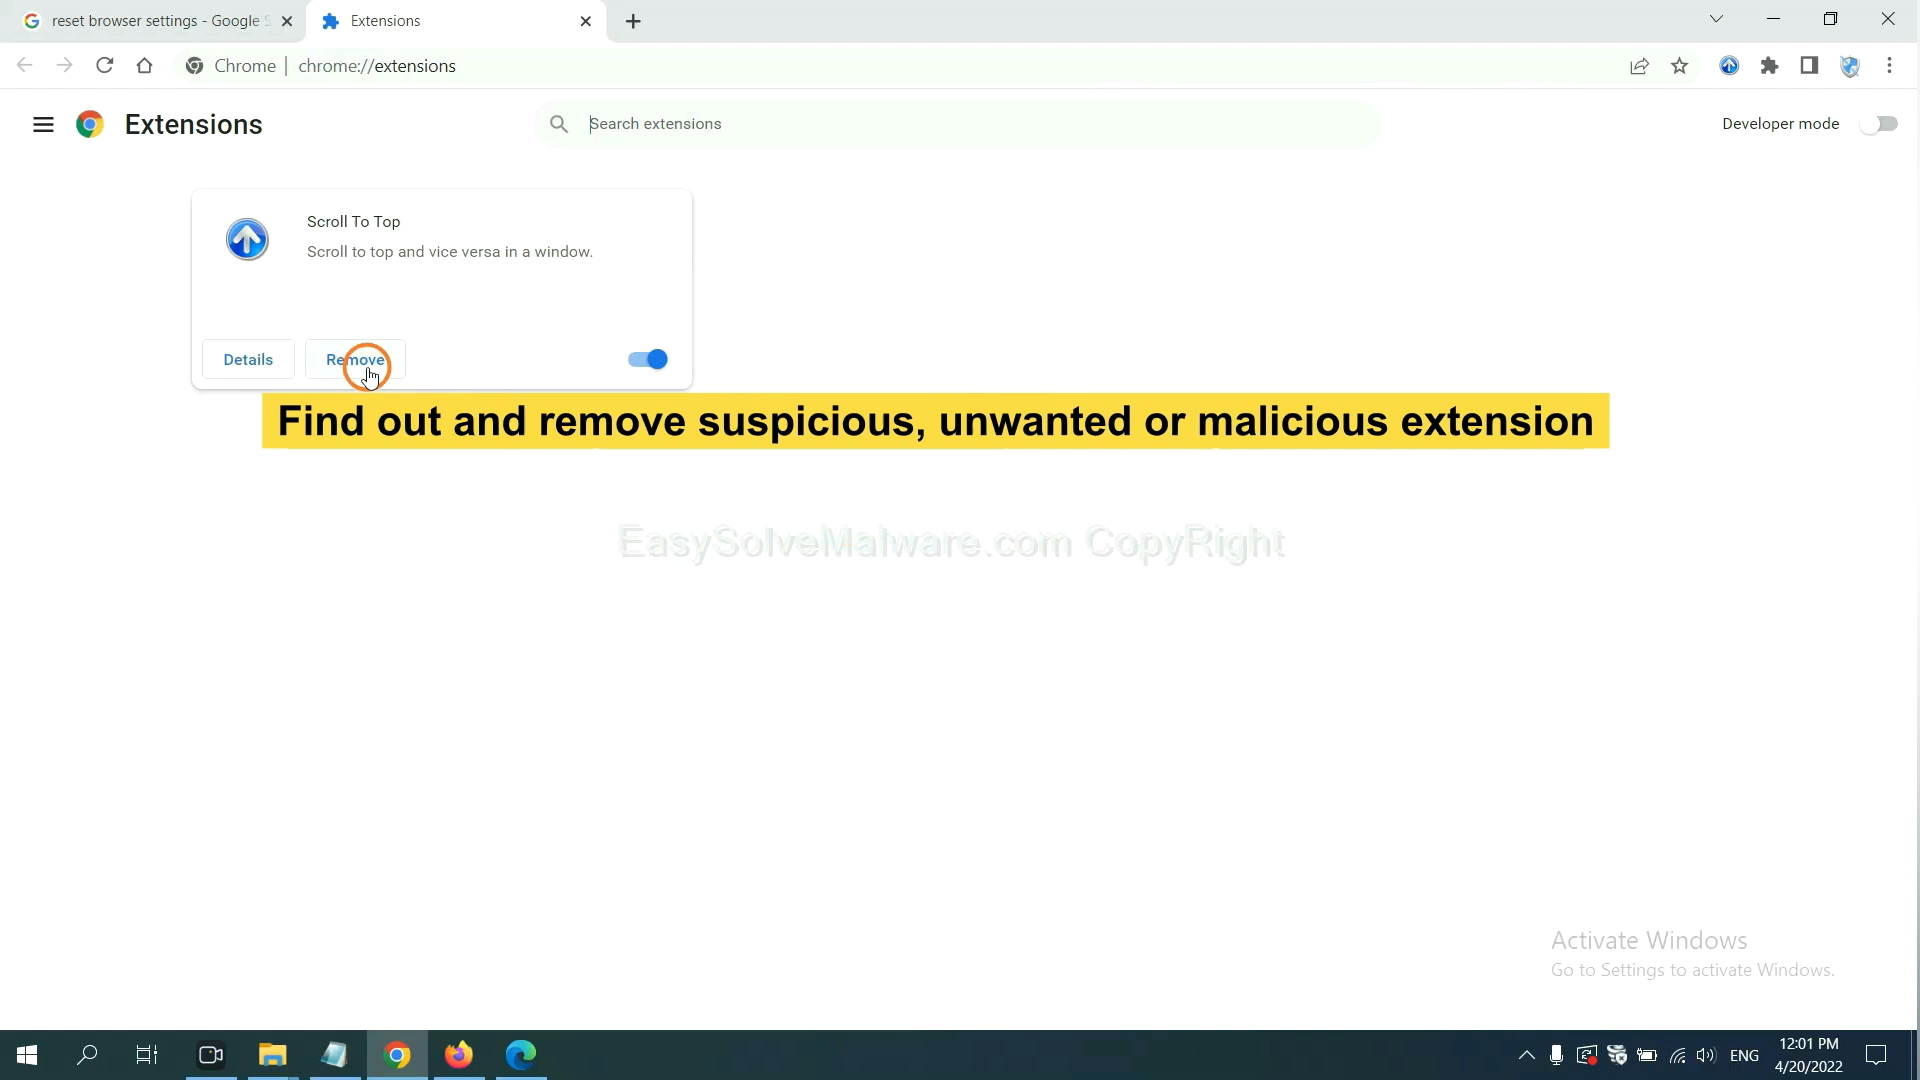 reset browser settings - Google S
Extensions
Chrome | chrome://extensions
Extensions
Search extensions
Developer mode
Scroll To Top
Scroll to top and vice versa in a window.
Details
Remove
Find out and remove suspicious, unwanted or malicious extension
EasySolveMalware.com CopyRight
Activate Windows
Go to Settings to activate Windows.
ENG
12:01 PM
4/20/2022